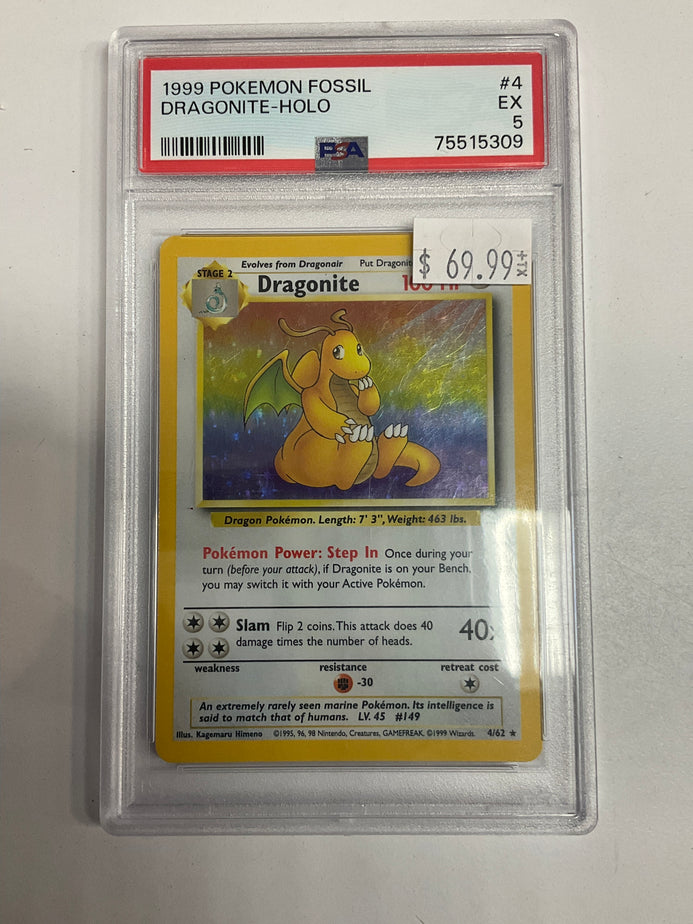 1999 POKEMON FOSSIL #4
DRAGONITE-HOLO EX
5
PSA 75515309
$ 69.99 +TX
Evolves from Dragonair Put Dragonite
STAGE 2
Dragonite
Dragon Pokémon. Length: 7' 3", Weight: 463 lbs.
Pokémon Power: Step In Once during your
turn (before your attack), if Dragonite is on your Bench,
you may switch it with your Active Pokémon.
Slam Flip 2 coins. This attack does 40
damage times the number of heads.
40x
weakness resistance retreat cost
-30
An extremely rarely seen marine Pokémon. Its intelligence is
said to match that of humans. LV. 45 #149
Illus. Kagemaru Himeno ©1995, 96, 98 Nintendo, Creatures, GAMEFREAK. ©1999 Wizards. 4/62 ★